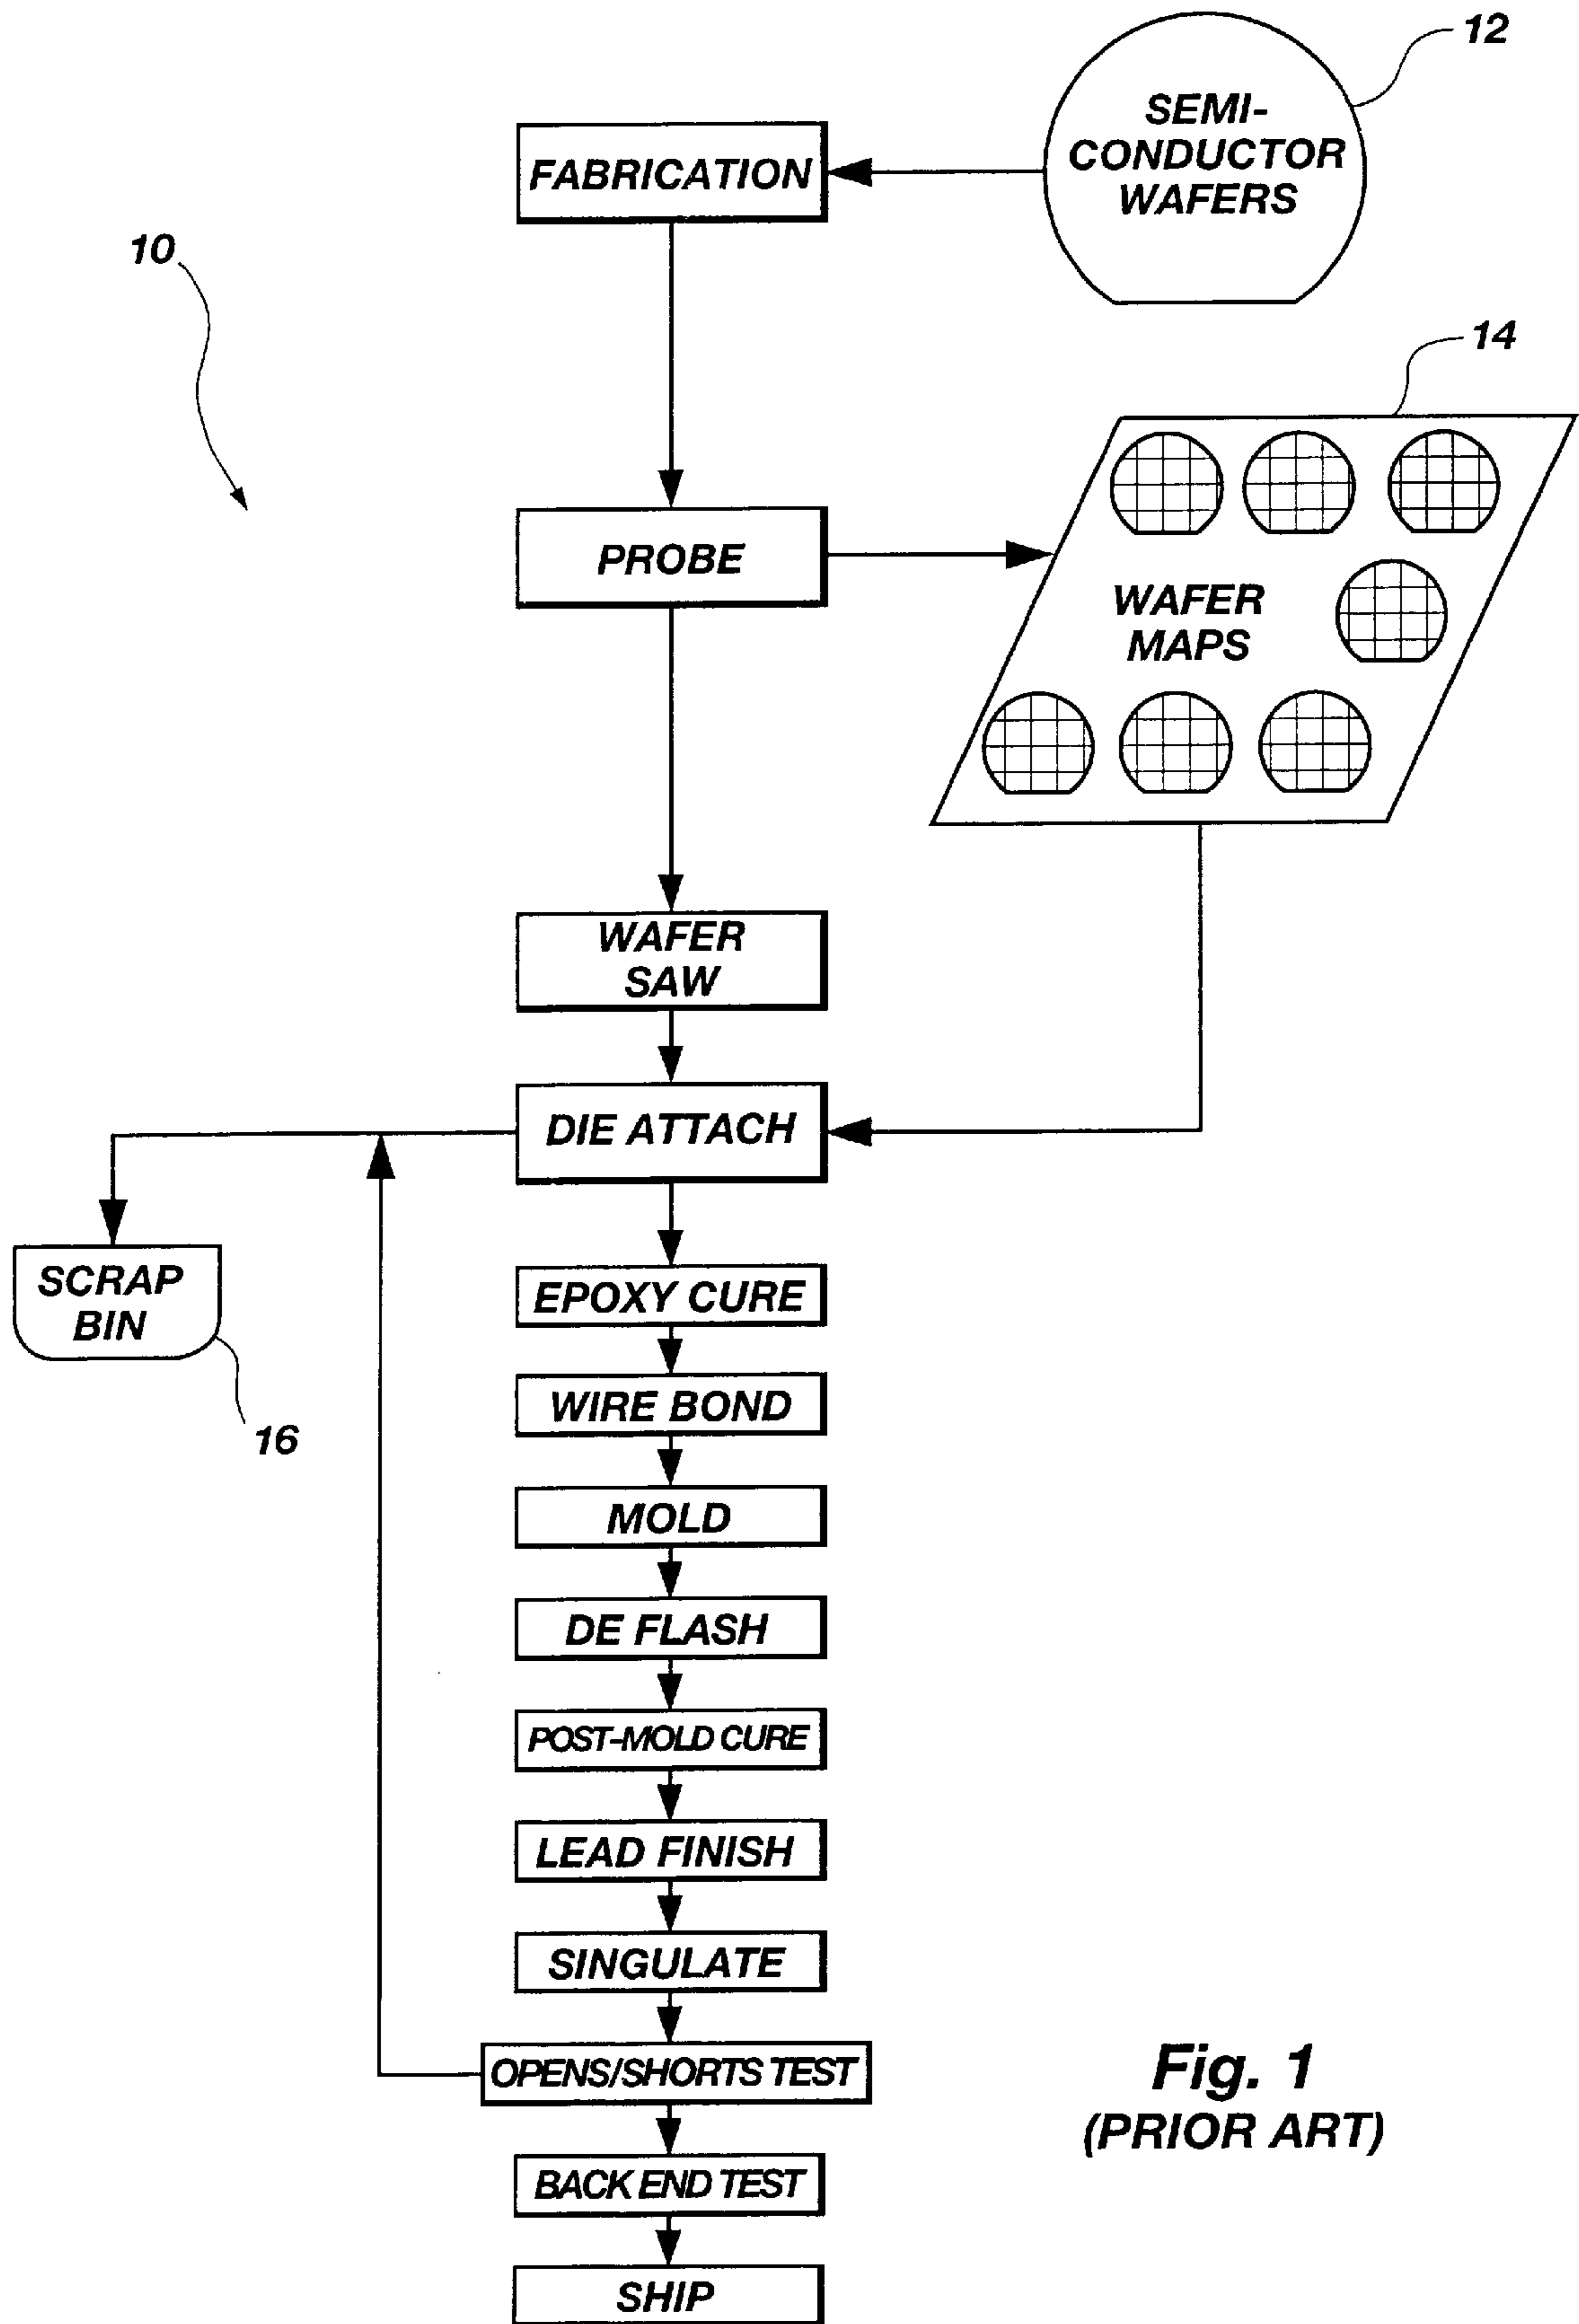 12
SEMI-
CONDUCTOR
WAFERS
FABRICATION
10
14
PROBE
WAFER
MAPS
WAFER
SAW
DIE ATTACH
SCRAP
BIN
16
EPOXY CURE
WIRE BOND
MOLD
DE FLASH
POST-MOLD CURE
LEAD FINISH
SINGULATE
OPENS/SHORTS TEST
BACK END TEST
SHIP
Fig. 1
(PRIOR ART)